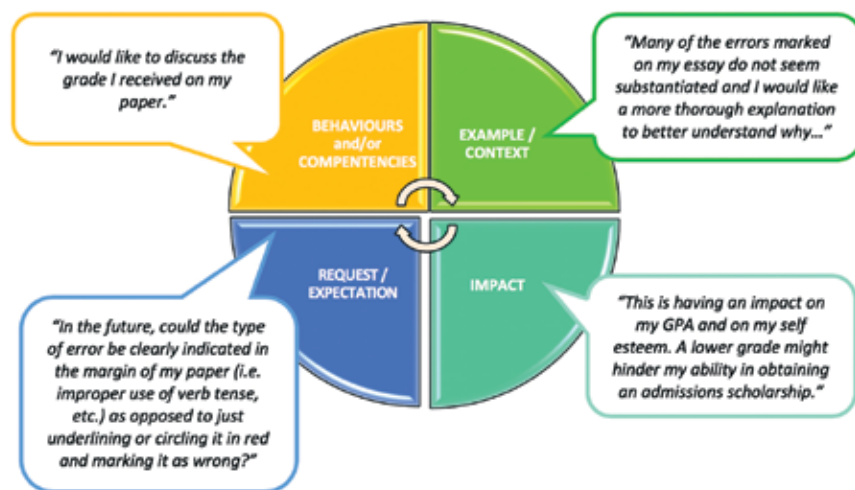 “I would like to discuss the
grade I received on my
paper.”
BEHAVIOURS
and/or
COMPENTENCIES
EXAMPLE /
CONTEXT
“Many of the errors marked
on my essay do not seem
substantiated and I would like
a more thorough explanation
to better understand why...”
REQUEST /
EXPECTATION
“In the future, could the type
of error be clearly indicated in
the margin of my paper (i.e.
improper use of verb tense,
etc.) as opposed to just
underlining or circling it in red
and marking it as wrong?”
IMPACT
“This is having an impact on
my GPA and on my self
esteem. A lower grade might
hinder my ability in obtaining
an admissions scholarship.“